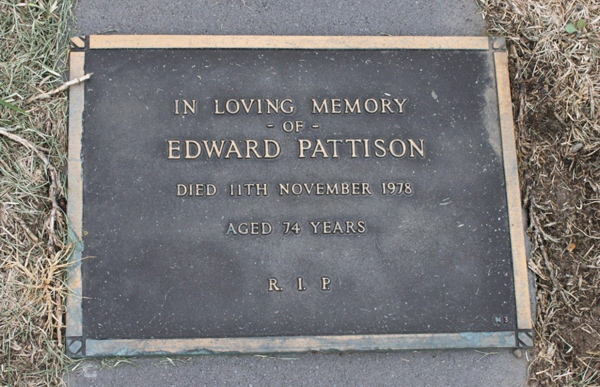 IN LOVING MEMORY
- OF -
EDWARD PATTISON
DIED 11TH NOVEMBER 1978
AGED 74 YEARS
R. I. P.